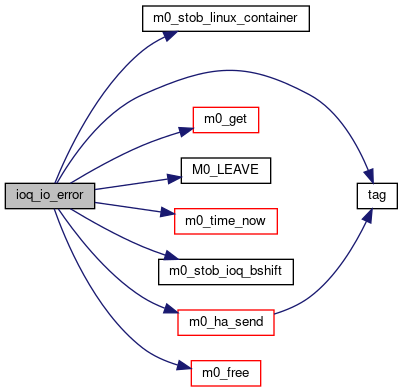 m0_stob_linux_container
m0_get
M0_LEAVE
ioq_io_error
tag
m0_time_now
m0_stob_ioq_bshift
m0_ha_send
m0_free